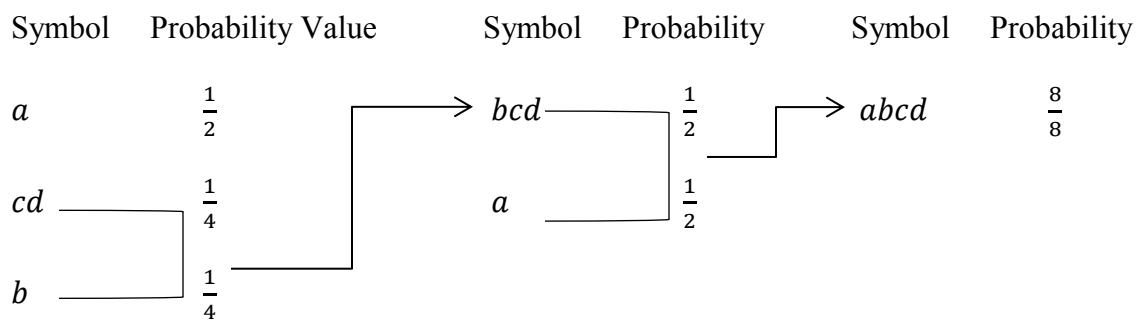 Symbol Probability Value Symbol Probability Symbol Probability
a 1/2 bcd 1/2 abcd 8/8
cd 1/4 a 1/2
b 1/4